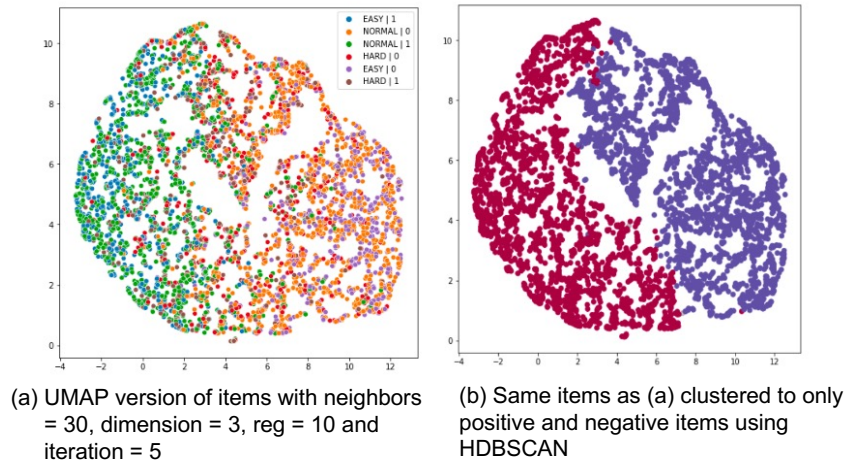 EASY | 1
NORMAL | 0
NORMAL | 1
HARD | 0
EASY | 0
HARD | 1
10
8
6
4
2
0
−4 −2 0 2 4 6 8 10 12
10
8
6
4
2
0
−4 −2 0 2 4 6 8 10 12
(a) UMAP version of items with neighbors
= 30, dimension = 3, reg = 10 and
iteration = 5
(b) Same items as (a) clustered to only
positive and negative items using
HDBSCAN